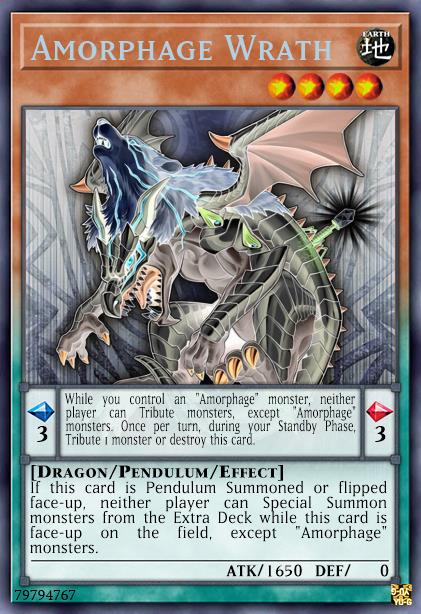 Amorphage Wrath
EARTH
地
While you control an "Amorphage" monster, neither
player can Tribute monsters, except "Amorphage"
monsters. Once per turn, during your Standby Phase,
Tribute 1 monster or destroy this card.
3
3
[Dragon/Pendulum/Effect]
If this card is Pendulum Summoned or flipped
face-up, neither player can Special Summon
monsters from the Extra Deck while this card is
face-up on the field, except "Amorphage"
monsters.
ATK/1650 DEF/ 0
79794767